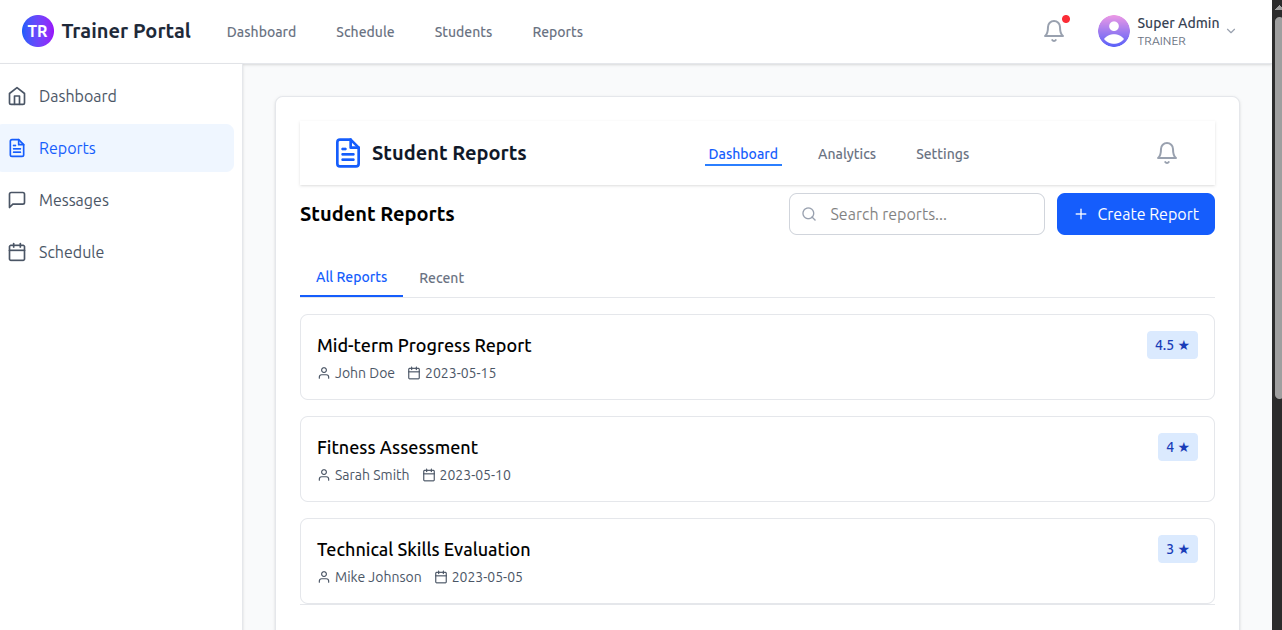 TR Trainer Portal Dashboard Schedule Students Reports Super Admin
TRAINER
Dashboard
Reports
Messages
Schedule
Student Reports Dashboard Analytics Settings
Student Reports Search reports... + Create Report
All Reports Recent
Mid-term Progress Report 4.5 ★
John Doe 2023-05-15
Fitness Assessment 4 ★
Sarah Smith 2023-05-10
Technical Skills Evaluation 3 ★
Mike Johnson 2023-05-05